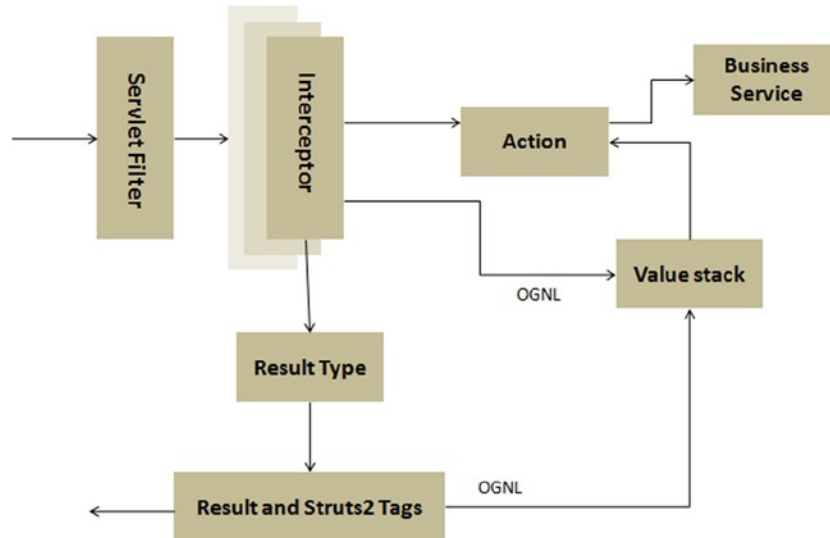 Servlet Filter
Interceptor
Action
Business
Service
OGNL
Value stack
Result Type
Result and Struts2 Tags
OGNL